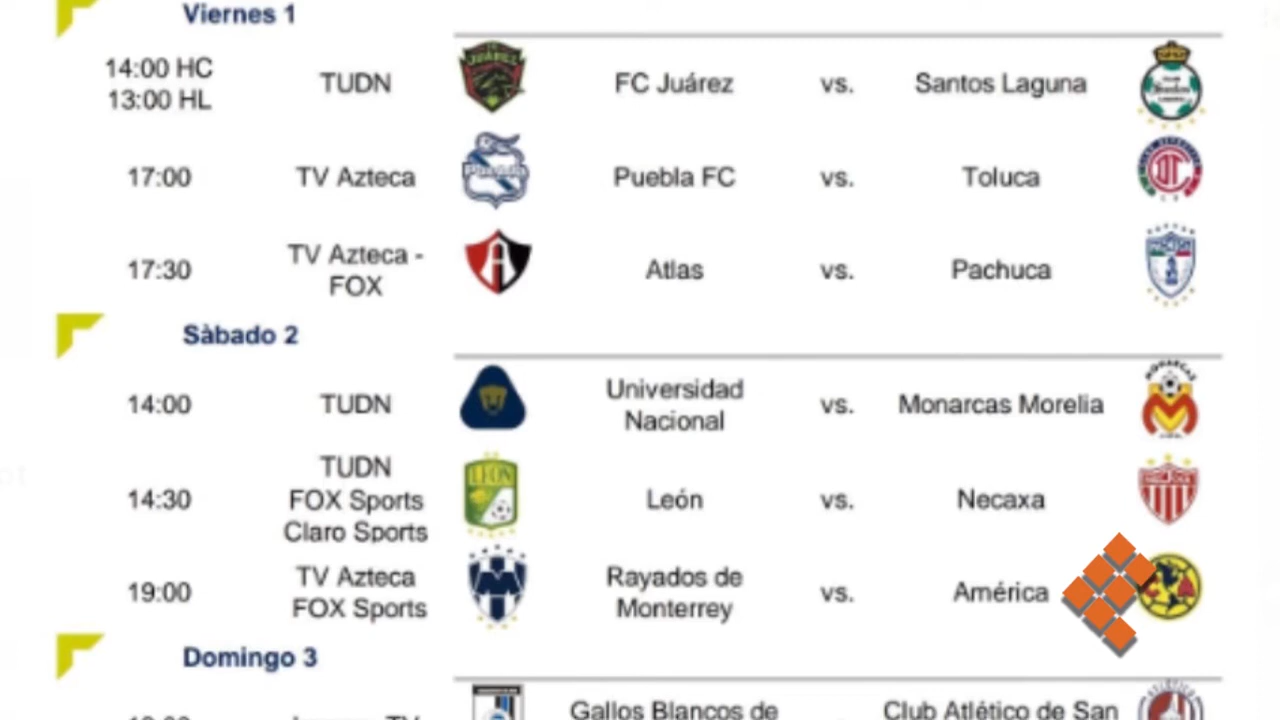 Viernes 1
14:00 HC
13:00 HL
TUDN
FC Juárez
vs.
Santos Laguna
17:00
TV Azteca
Puebla FC
vs.
Toluca
17:30
TV Azteca -
FOX
Atlas
vs.
Pachuca
Sàbado 2
14:00
TUDN
Universidad
Nacional
vs.
Monarcas Morelia
14:30
TUDN
FOX Sports
Claro Sports
León
vs.
Necaxa
19:00
TV Azteca
FOX Sports
Rayados de
Monterrey
vs.
América
Domingo 3
Gallos Blancos de
Club Atlético de San